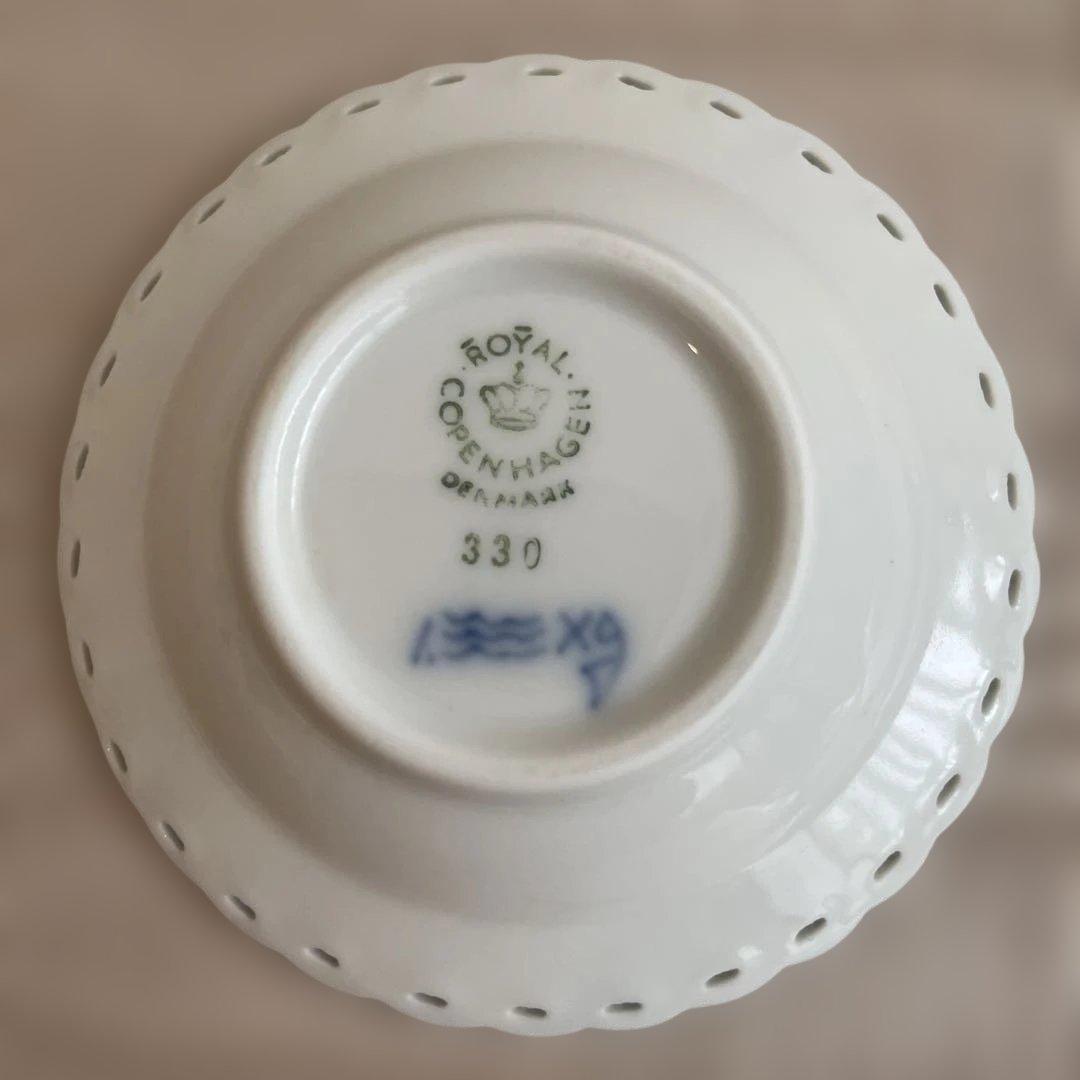 ROYAL
COPENHAGEN
DENMARK
330